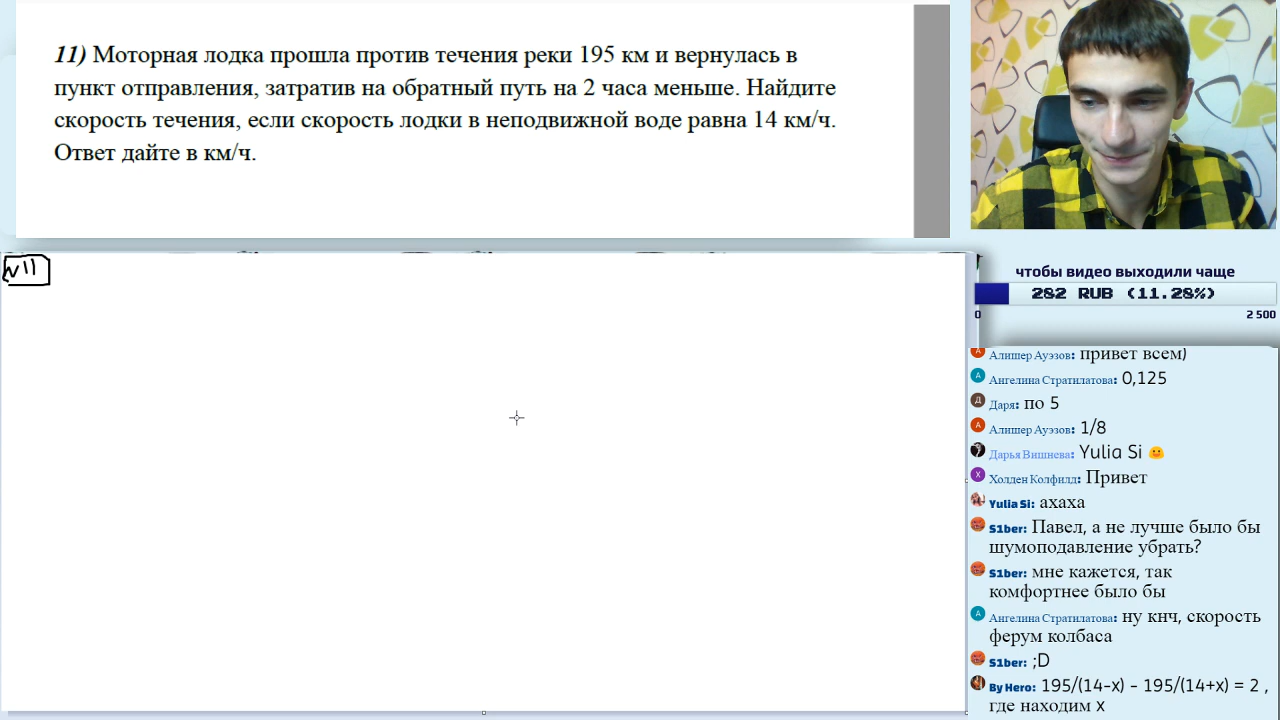 11) Моторная лодка прошла против течения реки 195 км и вернулась в
пункт отправления, затратив на обратный путь на 2 часа меньше. Найдите
скорость течения, если скорость лодки в неподвижной воде равна 14 км/ч.
Ответ дайте в км/ч.
№11
чтобы видео выходили чаще
282 RUB (11.28%)
0
2 500
А Алишер Ауэзов: привет всем)
А Ангелина Стратилатова: 0,125
Д Даря: по 5
А Алишер Ауэзов: 1/8
Дарья Вишнева: Yulia Si
Х Холден Колфилд: Привет
Yulia Si: ахаха
S1ber: Павел, а не лучше было бы
шумоподавление убрать?
S1ber: мне кажется, так
комфортнее было бы
А Ангелина Стратилатова: ну кнч, скорость
ферум колбаса
S1ber: ;D
By Hero: 195/(14-x) - 195/(14+x) = 2 ,
где находим x